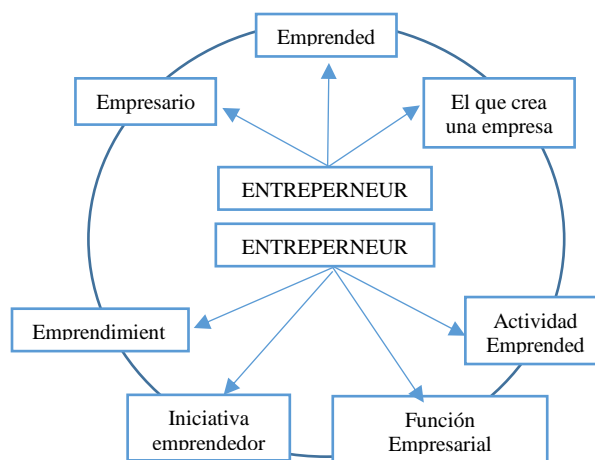 Emprended
Empresario
El que crea
una empresa
ENTREPERNEUR
ENTREPERNEUR
Emprendimient
Actividad
Emprended
Iniciativa
emprendedor
Función
Empresarial